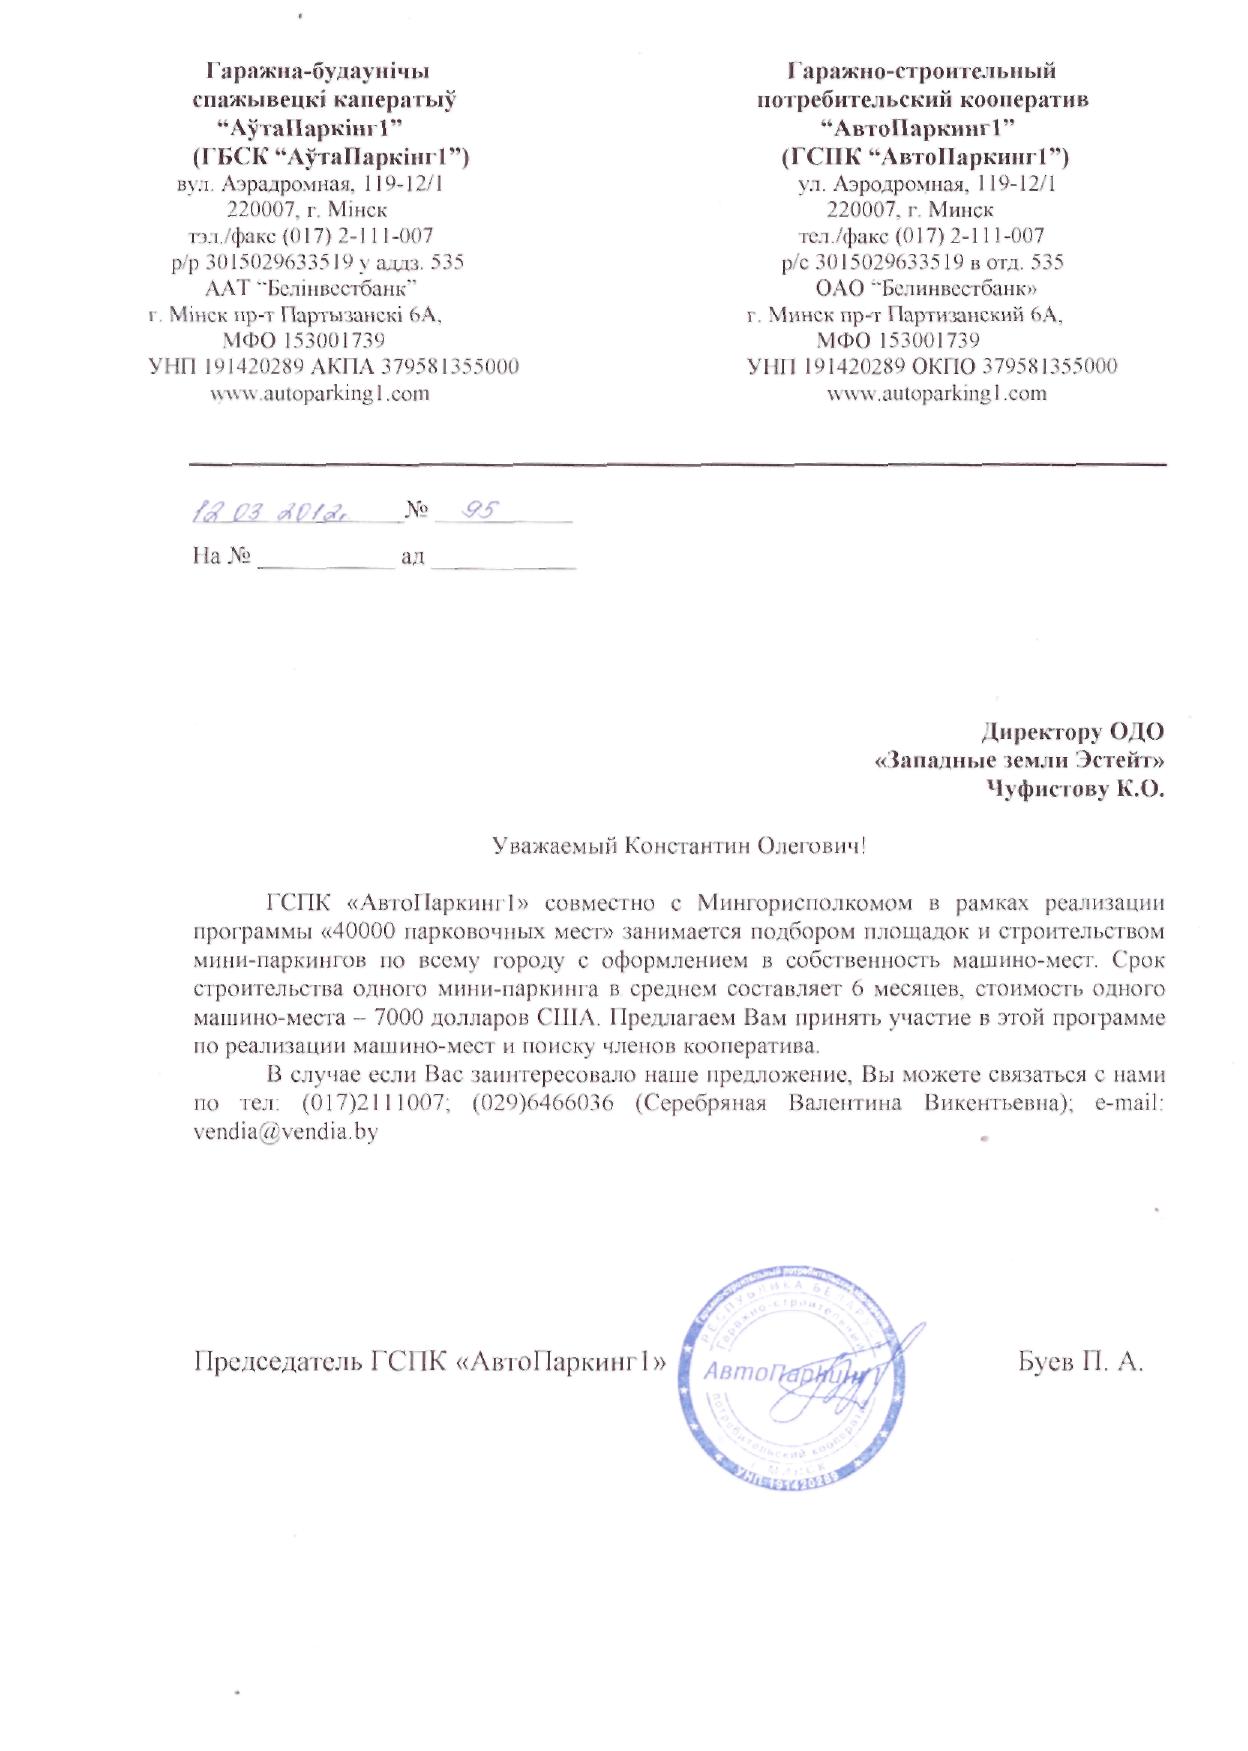 Гаражна-будаунічы
спажывецкі каператыў
“АўтаПаркінг1”
(ГБСК “АўтаПаркінг1”)
вул. Аэрадромная, 119-12/1
220007, г. Мінск
тэл./факс (017) 2-111-007
р/р 3015029633519 у аддз. 535
ААТ “Белінвестбанк”
г. Мінск пр-т Партызанскі 6А,
МФО 153001739
УНП 191420289 АКПА 379581355000
www.autoparking1.com
Гаражно-строительный
потребительский кооператив
“АвтоПаркинг1”
(ГСПК “АвтоПаркинг1”)
ул. Аэродромная, 119-12/1
220007, г. Минск
тел./факс (017) 2-111-007
р/с 3015029633519 в отд. 535
ОАО “Белинвестбанк»
г. Минск пр-т Партизанский 6А,
МФО 153001739
УНП 191420289 ОКПО 379581355000
www.autoparking1.com
12 03 2012г. № 95
На № ____________ ад ____________
Директору ОДО
«Западные земли Эстейт»
Чуфистову К.О.
Уважаемый Константин Олегович!
ГСПК «АвтоПаркинг1» совместно с Мингорисполкомом в рамках реализации
программы «40000 парковочных мест» занимается подбором площадок и строительством
мини-паркингов по всему городу с оформлением в собственность машино-мест. Срок
строительства одного мини-паркинга в среднем составляет 6 месяцев, стоимость одного
машино-места – 7000 долларов США. Предлагаем Вам принять участие в этой программе
по реализации машино-мест и поиску членов кооператива.
В случае если Вас заинтересовало наше предложение, Вы можете связаться с нами
по тел: (017)2111007; (029)6466036 (Серебряная Валентина Викентьевна); e-mail:
vendia@vendia.by
Председатель ГСПК «АвтоПаркинг1»
Буев П. А.
РЕСПУБЛИКА БЕЛАРУСЬ
Гаражно-строительный
АвтоПаркинг1
потребительский кооператив
г. МИНСК
УНП 191420289